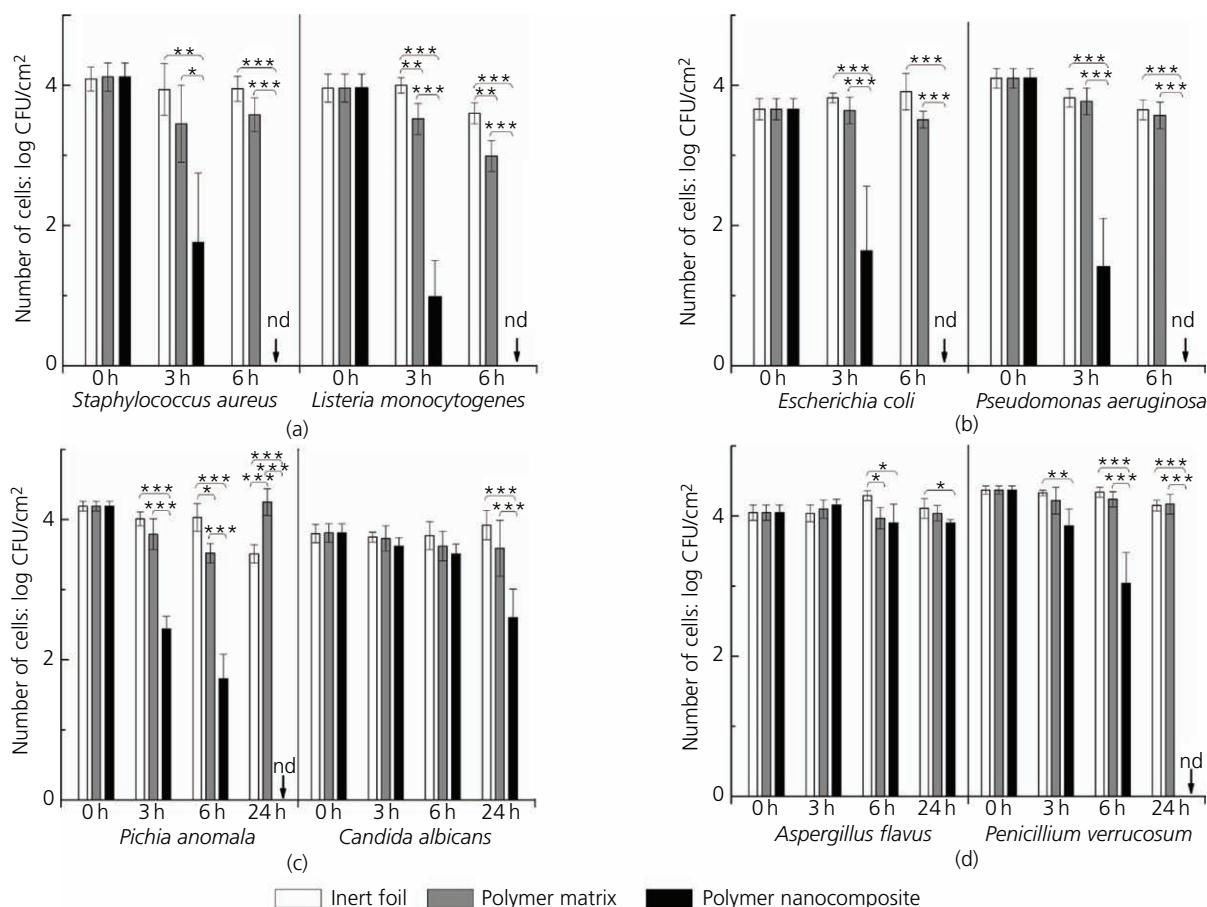 Number of cells: log CFU/cm2
4
2
0
** ***
* ***
nd
*** ***
** **
*** ***
nd
0 h 3 h 6 h 0 h 3 h 6 h
Staphylococcus aureus Listeria monocytogenes
(a)
Number of cells: log CFU/cm2
4
2
0
*** ***
*** ***
nd
*** ***
*** ***
nd
0 h 3 h 6 h 0 h 3 h 6 h
Escherichia coli Pseudomonas aeruginosa
(b)
Number of cells: log CFU/cm2
4
2
0
*** *** ***
*** * *** ***
***
nd
***
***
0 h 3 h 6 h 24 h 0 h 3 h 6 h 24 h
Pichia anomala Candida albicans
(c)
Number of cells: log CFU/cm2
4
2
0
* *
*
** *** ***
*** ***
nd
0 h 3 h 6 h 24 h 0 h 3 h 6 h 24 h
Aspergillus flavus Penicillium verrucosum
(d)
Inert foil Polymer matrix Polymer nanocomposite